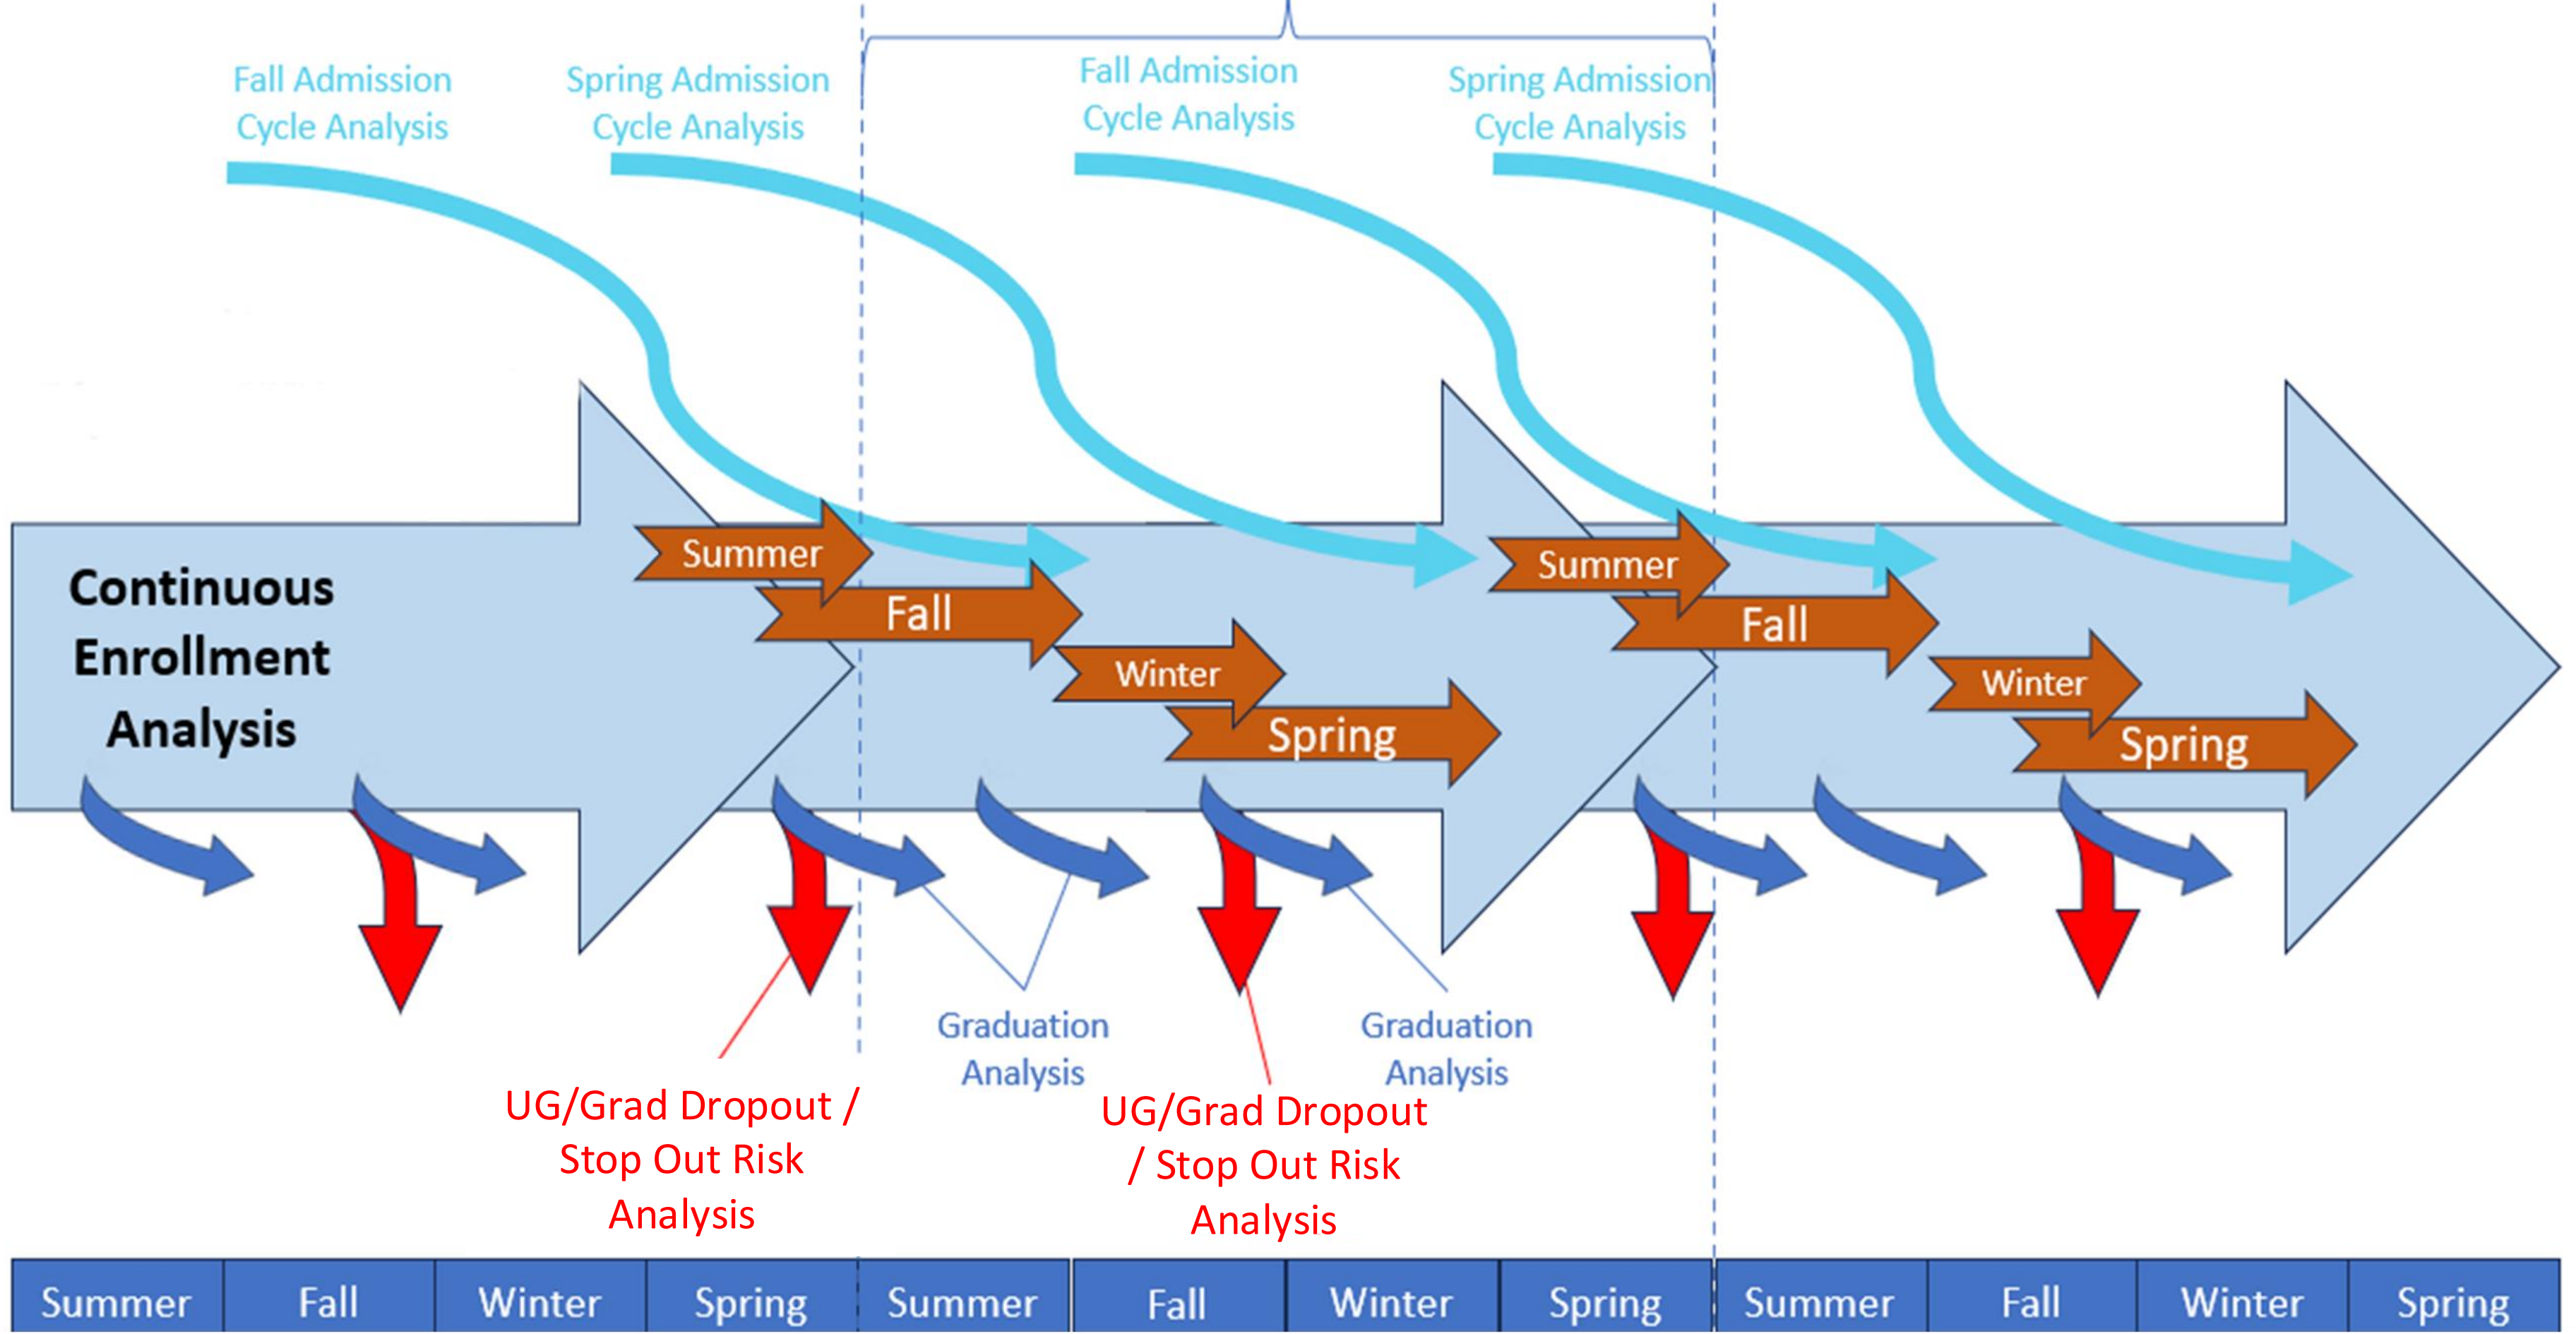 Fall Admission
Cycle Analysis
Spring Admission
Cycle Analysis
Fall Admission
Cycle Analysis
Spring Admission
Cycle Analysis
Continuous
Enrollment
Analysis
Summer
Fall
Winter
Spring
Summer
Fall
Winter
Spring
Graduation
Analysis
Graduation
Analysis
UG/Grad Dropout /
Stop Out Risk
Analysis
UG/Grad Dropout
/ Stop Out Risk
Analysis
Summer
Fall
Winter
Spring
Summer
Fall
Winter
Spring
Summer
Fall
Winter
Spring